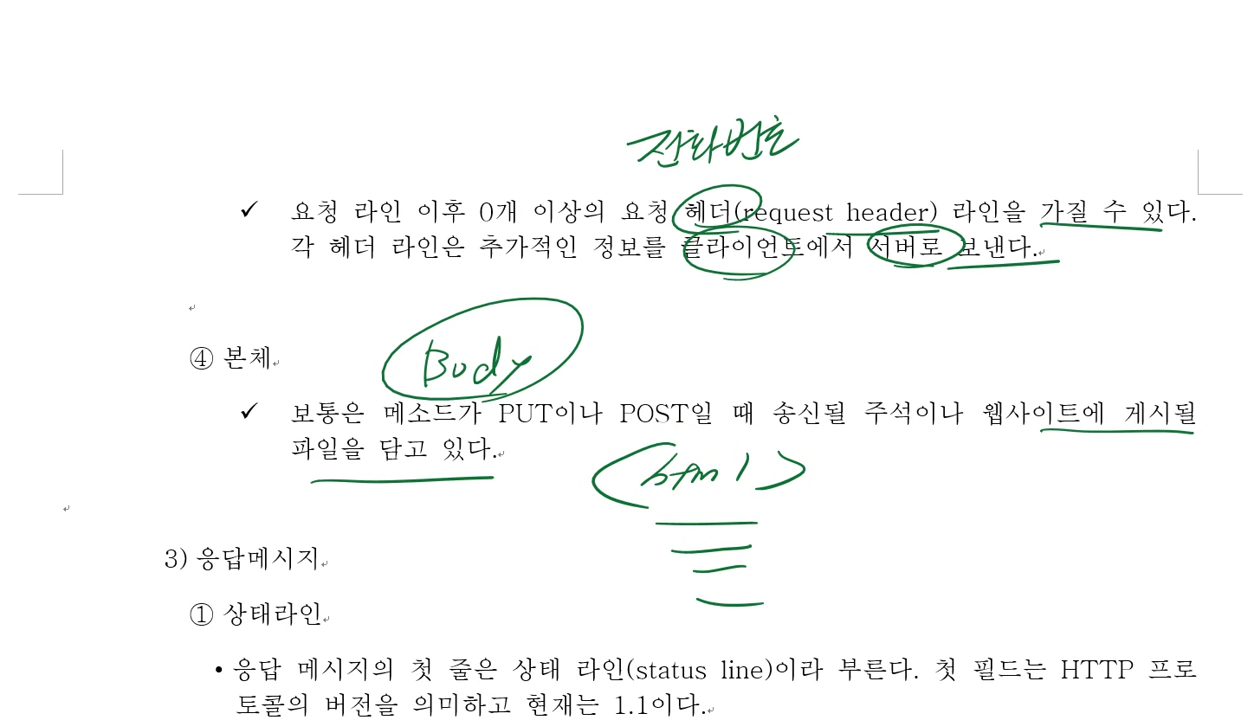 전화번호
✓ 요청 라인 이후 0개 이상의 요청 헤더(request header) 라인을 가질 수 있다.
각 헤더 라인은 추가적인 정보를 클라이언트에서 서버로 보낸다.
④ 본체
Body
✓ 보통은 메소드가 PUT이나 POST일 때 송신될 주석이나 웹사이트에 게시될
파일을 담고 있다.
<html>
3) 응답메시지
① 상태라인
• 응답 메시지의 첫 줄은 상태 라인(status line)이라 부른다. 첫 필드는 HTTP 프로
토콜의 버전을 의미하고 현재는 1.1이다.